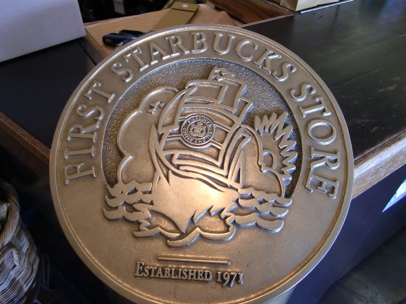 FIRST STARBUCKS STORE
ESTABLISHED 1971